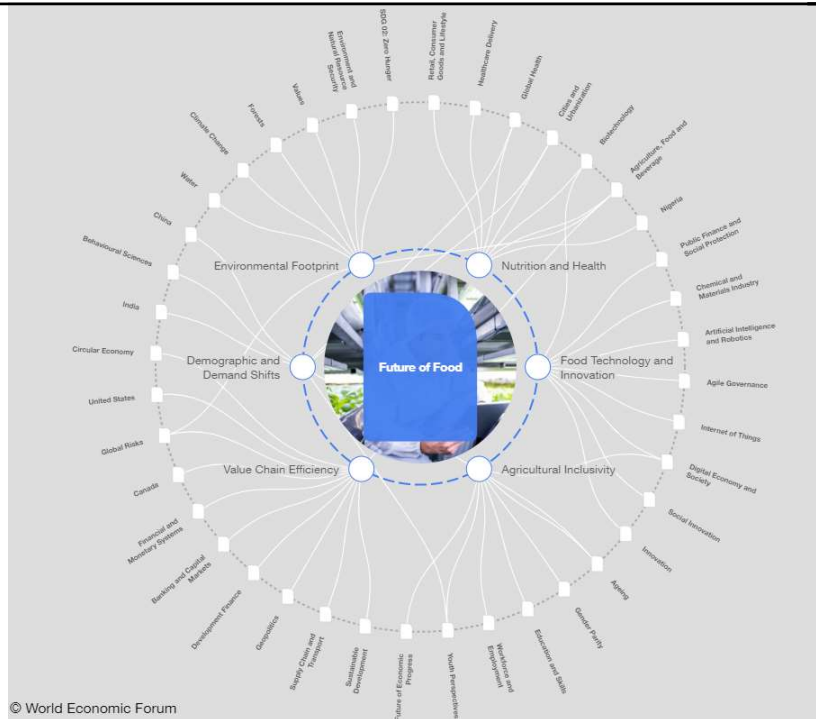 SDG 02: Zero Hunger
Retail, Consumer
Goods and Lifestyle
Healthcare Delivery
Global Health
Cities and
Urbanization
Biotechnology
Agriculture, Food and
Beverage
Nigeria
Public Finance and
Social Protection
Chemical and
Materials Industry
Artificial Intelligence
and Robotics
Agile Governance
Internet of Things
Digital Economy and
Society
Social Innovation
Innovation
Ageing
Gender Parity
Education and Skills
Workforce and
Employment
Youth Perspectives
Future of Economic
Progress
Sustainable
Development
Supply Chain and
Transport
Geopolitics
Development Finance
Banking and Capital
Markets
Financial and
Monetary Systems
Canada
Global Risks
United States
Circular Economy
India
Behavioural Sciences
China
Water
Climate Change
Forests
Values
Environment and
Natural Resource
Security
Environmental Footprint
Nutrition and Health
Demographic and
Demand Shifts
Future of Food
Food Technology and
Innovation
Value Chain Efficiency
Agricultural Inclusivity
© World Economic Forum